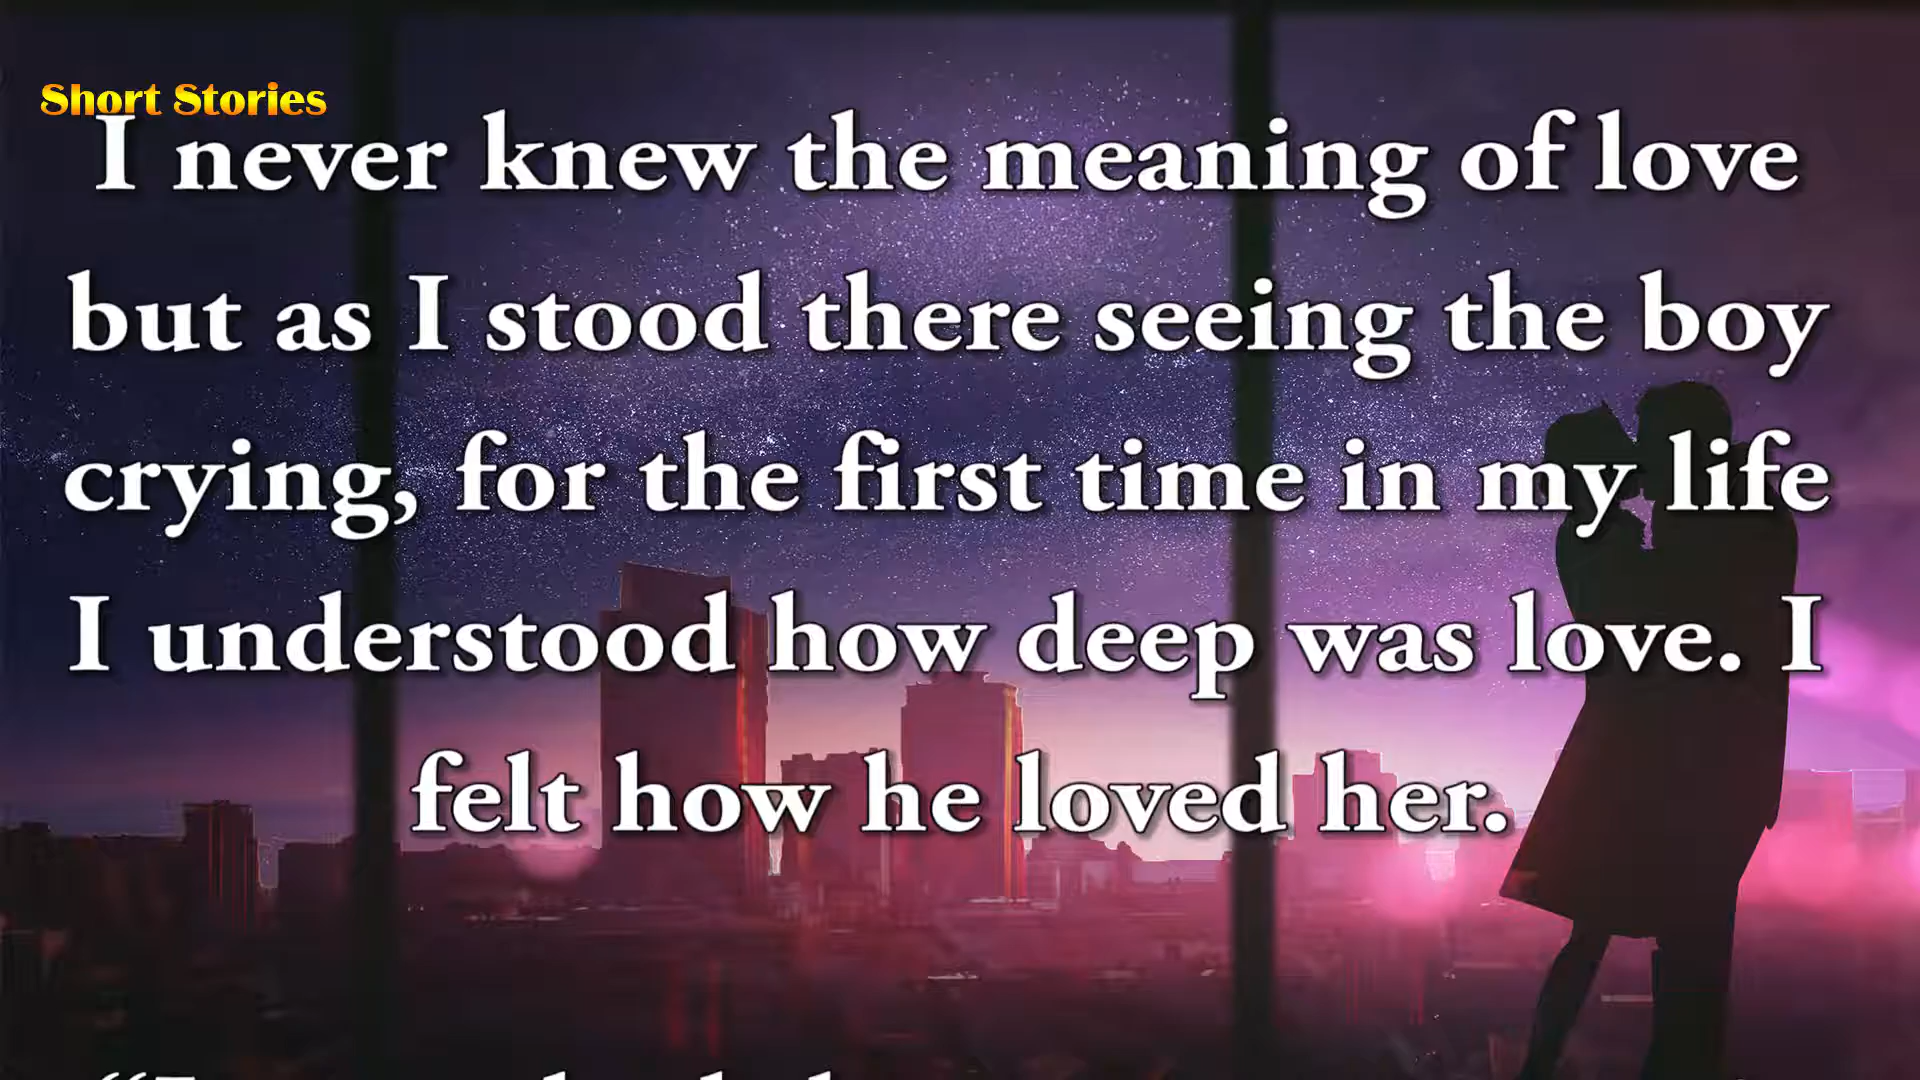 Short Stories
I never knew the meaning of love
but as I stood there seeing the boy
crying, for the first time in my life
I understood how deep was love. I
felt how he loved her.